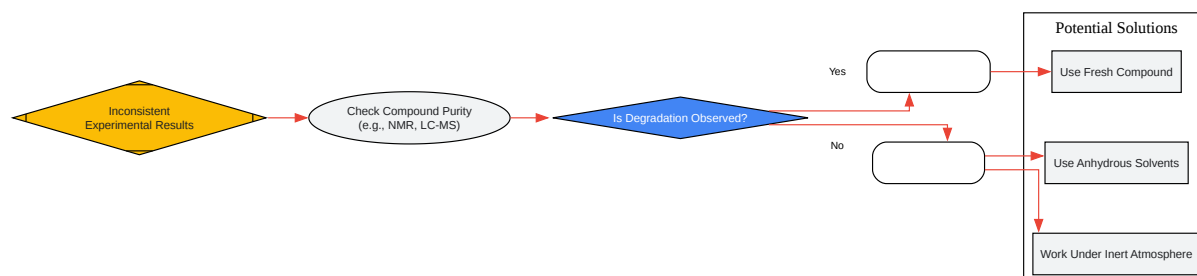 Potential Solutions
Yes
Use Fresh Compound
Inconsistent
Experimental Results
Check Compound Purity
(e.g., NMR, LC-MS)
Is Degradation Observed?
No
Use Anhydrous Solvents
Work Under Inert Atmosphere